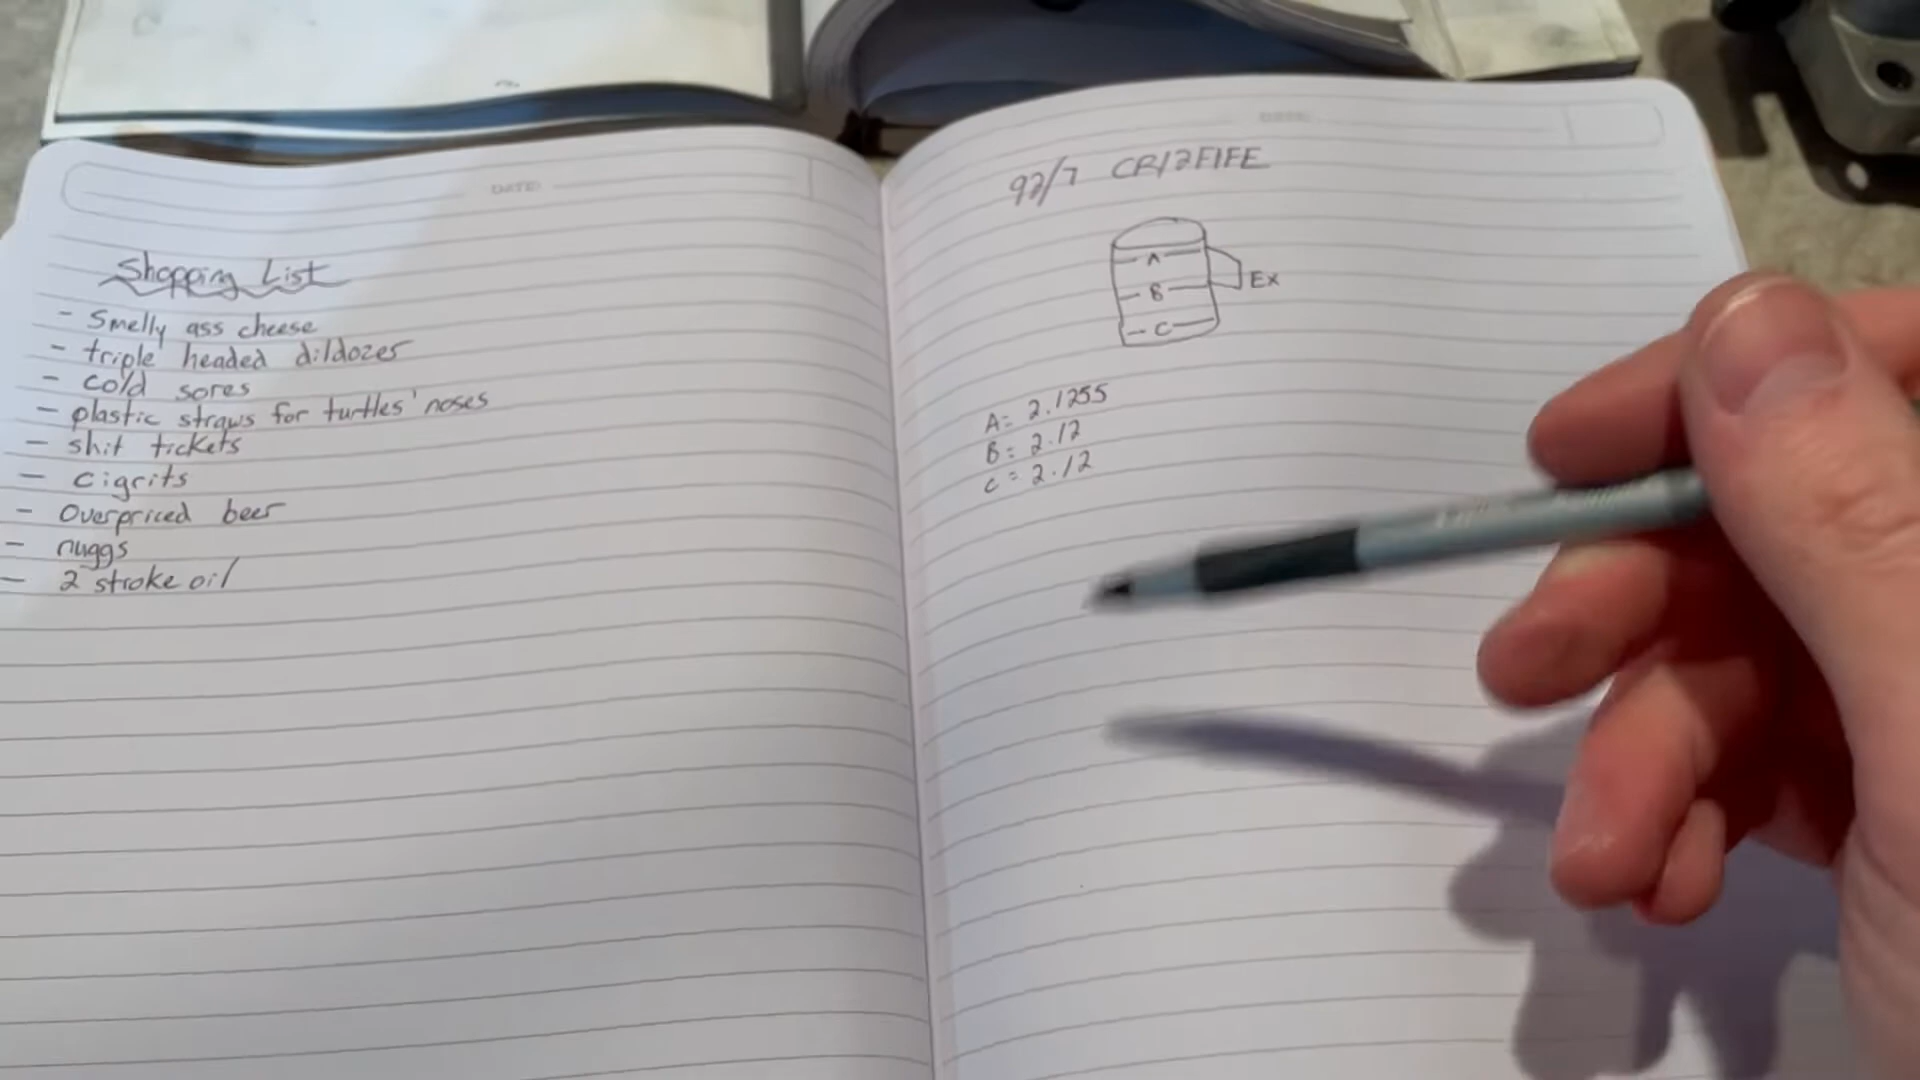 DATE:
Shopping List
- Smelly ass cheese
- triple headed dildozes
- cold sores
- plastic straws for turtles' noses
- shit tickets
- cigrits
- Overpriced beer
- nuggs
- 2 stroke oil
DATE:
92/7 CR12FIFE
A
B
C
Ex
A= 2.1255
B= 2.12
C= 2.12